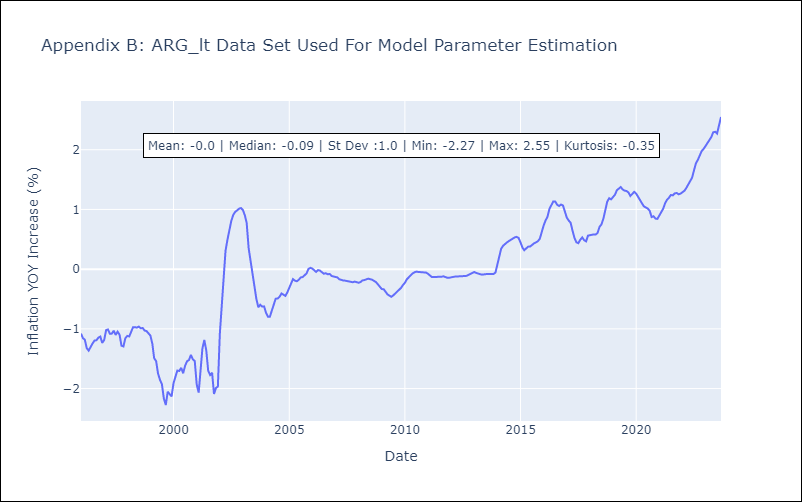 Appendix B: ARG_lt Data Set Used For Model Parameter Estimation
Mean: -0.0 | Median: -0.09 | St Dev :1.0 | Min: -2.27 | Max: 2.55 | Kurtosis: -0.35
Inflation YOY Increase (%)
2
1
0
−1
−2
2000
2005
2010
2015
2020
Date